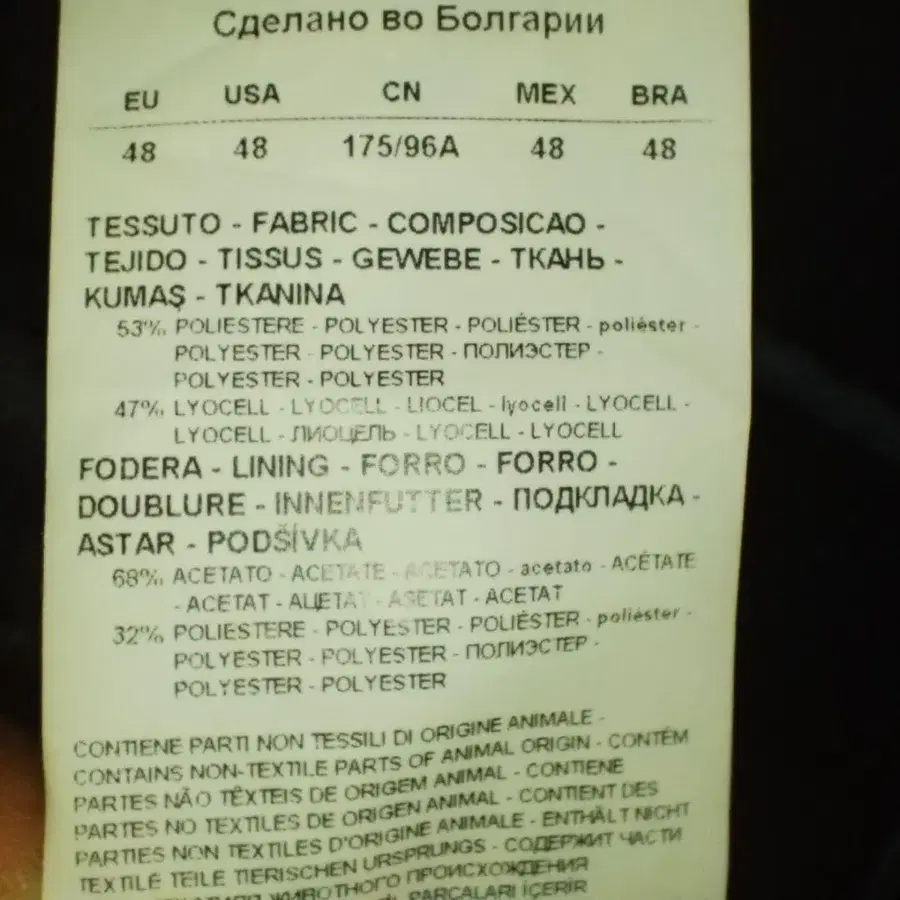 Сделано во Болгарии
EU USA CN MEX BRA
48 48 175/96A 48 48
TESSUTO - FABRIC - COMPOSICAO -
TEJIDO - TISSUS - GEWEBE - ТКАНЬ -
KUMAŞ - TKANINA
53% POLIESTERE - POLYESTER - POLIÉSTER - poliéster -
POLYESTER - POLYESTER - ПОЛИЭСТЕР -
POLYESTER - POLYESTER
47% LYOCELL - LYOCELL - LIOCEL - lyocell - LYOCELL -
LYOCELL - ЛИОЦЕЛЬ - LYOCELL - LYOCELL
FODERA - LINING - FORRO - FORRO -
DOUBLURE - INNENFUTTER - ПОДКЛАДКА -
ASTAR - PODŠÍVKA
68% ACETATO - ACETATE - ACETATO - acetato - ACÉTATE
- ACETAT - АЦЕТАТ - ASETAT - ACETAT
32% POLIESTERE - POLYESTER - POLIÉSTER - poliéster -
POLYESTER - POLYESTER - ПОЛИЭСТЕР -
POLYESTER - POLYESTER
CONTIENE PARTI NON TESSILI DI ORIGINE ANIMALE -
CONTAINS NON-TEXTILE PARTS OF ANIMAL ORIGIN - CONTÉM
PARTES NÃO TÊXTEIS DE ORIGEM ANIMAL - CONTIENE
PARTES NO TEXTILES DE ORIGEN ANIMAL - CONTIENT DES
PARTIES NON TEXTILES D'ORIGINE ANIMALE - ENTHÄLT NICHT
TEXTILE TEILE TIERISCHEN URSPRUNGS - СОДЕРЖИТ ЧАСТИ
ЖИВОТНОГО ПРОИСХОЖДЕНИЯ
PARÇALARI İÇERİR